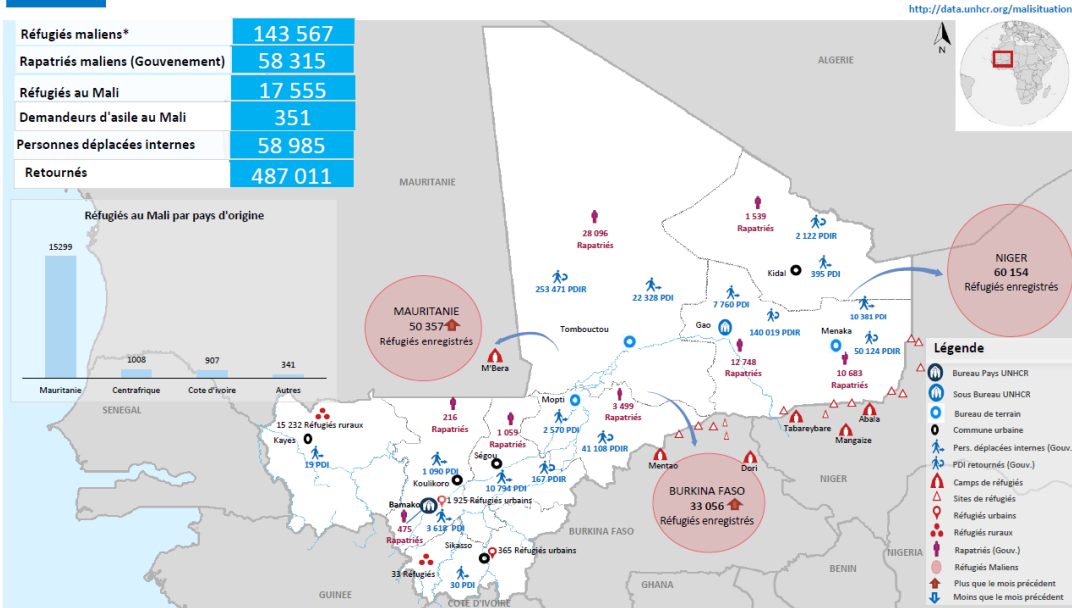 http://data.unhcr.org/malisituation
Réfugiés maliens*
143 567
Rapatriés maliens (Gouvenement)
58 315
Réfugiés au Mali
17 555
Demandeurs d'asile au Mali
351
Personnes déplacées internes
58 985
Retournés
487 011
N
ALGERIE
MAURITANIE
Réfugiés au Mali par pays d'origine
15299
1008
907
341
Mauritanie
Centrafrique
Cote d'ivoire
Autres
28 096
Rapatriés
1 539
Rapatriés
2 122 PDIR
Kidal
395 PDI
253 471 PDIR
22 328 PDI
7 760 PDI
10 381 PDI
NIGER
60 154
Réfugiés enregistrés
MAURITANIE
50 357
Réfugiés enregistrés
M'Bera
Tombouctou
Gao
140 019 PDIR
Menaka
50 124 PDIR
12 748
Rapatriés
10 683
Rapatriés
SENEGAL
15 232 Réfugiés ruraux
Kayes
19 PDI
216
Rapatriés
1 059
Rapatriés
Mopti
2 570 PDI
3 499
Rapatriés
41 108 PDIR
Ségou
1 090 PDI
Koulikoro
10 794 PDI
167 PDIR
Bamako
1 925 Réfugiés urbains
475
Rapatriés
3 618 PDI
Sikasso
365 Réfugiés urbains
33 Réfugiés
30 PDI
Mentao
Dori
Tabareybare
Mangaize
Abala
BURKINA FASO
33 056
Réfugiés enregistrés
BURKINA FASO
NIGER
NIGERIA
BENIN
GHANA
GUINEE
COTE D'IVOIRE
Légende
Bureau Pays UNHCR
Sous Bureau UNHCR
Bureau de terrain
Commune urbaine
Pers. déplacées internes (Gouv.
PDI retournés (Gouv.)
Camps de réfugiés
Sites de réfugiés
Réfugiés urbains
Réfugiés ruraux
Rapatriés (Gouv.)
Réfugiés Maliens
Plus que le mois précédent
Moins que le mois précédent